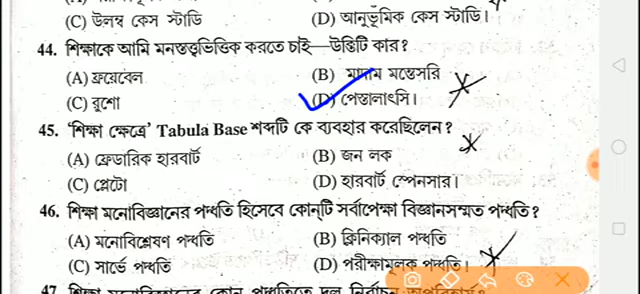 (C) উলম্ব কেস স্টাডি (D) আনুভূমিক কেস স্টাডি।
44. শিক্ষাকে আমি মনস্তত্ত্বভিত্তিক করতে চাই—উক্তিটি কার?
(A) ফ্রয়েবেল (B) মাদাম মন্তেসরি
(C) রুশো (D) পেস্তালাৎসি।
45. 'শিক্ষা ক্ষেত্রে' Tabula Base শব্দটি কে ব্যবহার করেছিলেন?
(A) ফ্রেডারিক হারবার্ট (B) জন লক
(C) প্লেটো (D) হারবার্ট স্পেনসার।
46. শিক্ষা মনোবিজ্ঞানের পদ্ধতি হিসেবে কোন্‌টি সর্বাপেক্ষা বিজ্ঞানসম্মত পদ্ধতি?
(A) মনোবিশ্লেষণ পদ্ধতি (B) ক্লিনিক্যাল পদ্ধতি
(C) সার্ভে পদ্ধতি (D) পরীক্ষামূলক পদ্ধতি।
47